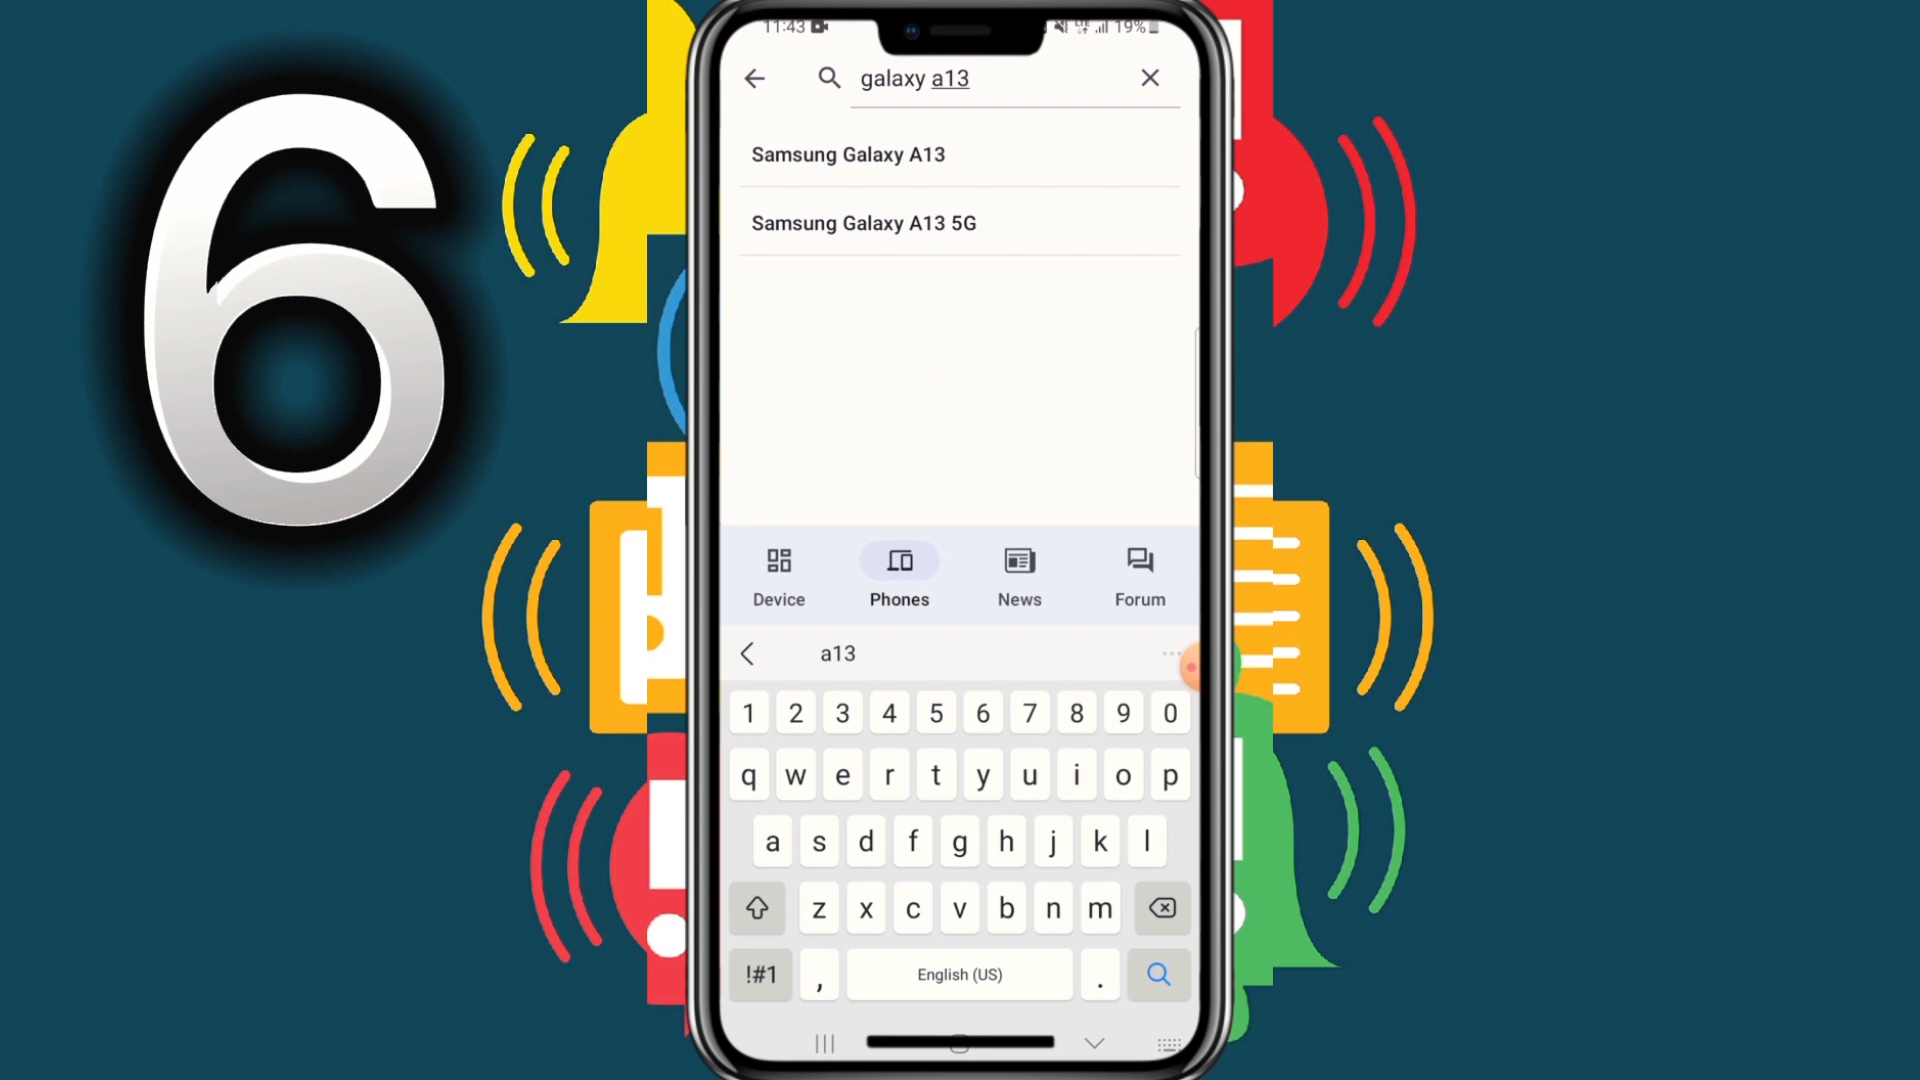 6
11:43
LTE 19%
galaxy a13
Samsung Galaxy A13
Samsung Galaxy A13 5G
Device Phones News Forum
a13
1 2 3 4 5 6 7 8 9 0
q w e r t y u i o p
a s d f g h j k l
z x c v b n m
!#1 , English (US) .